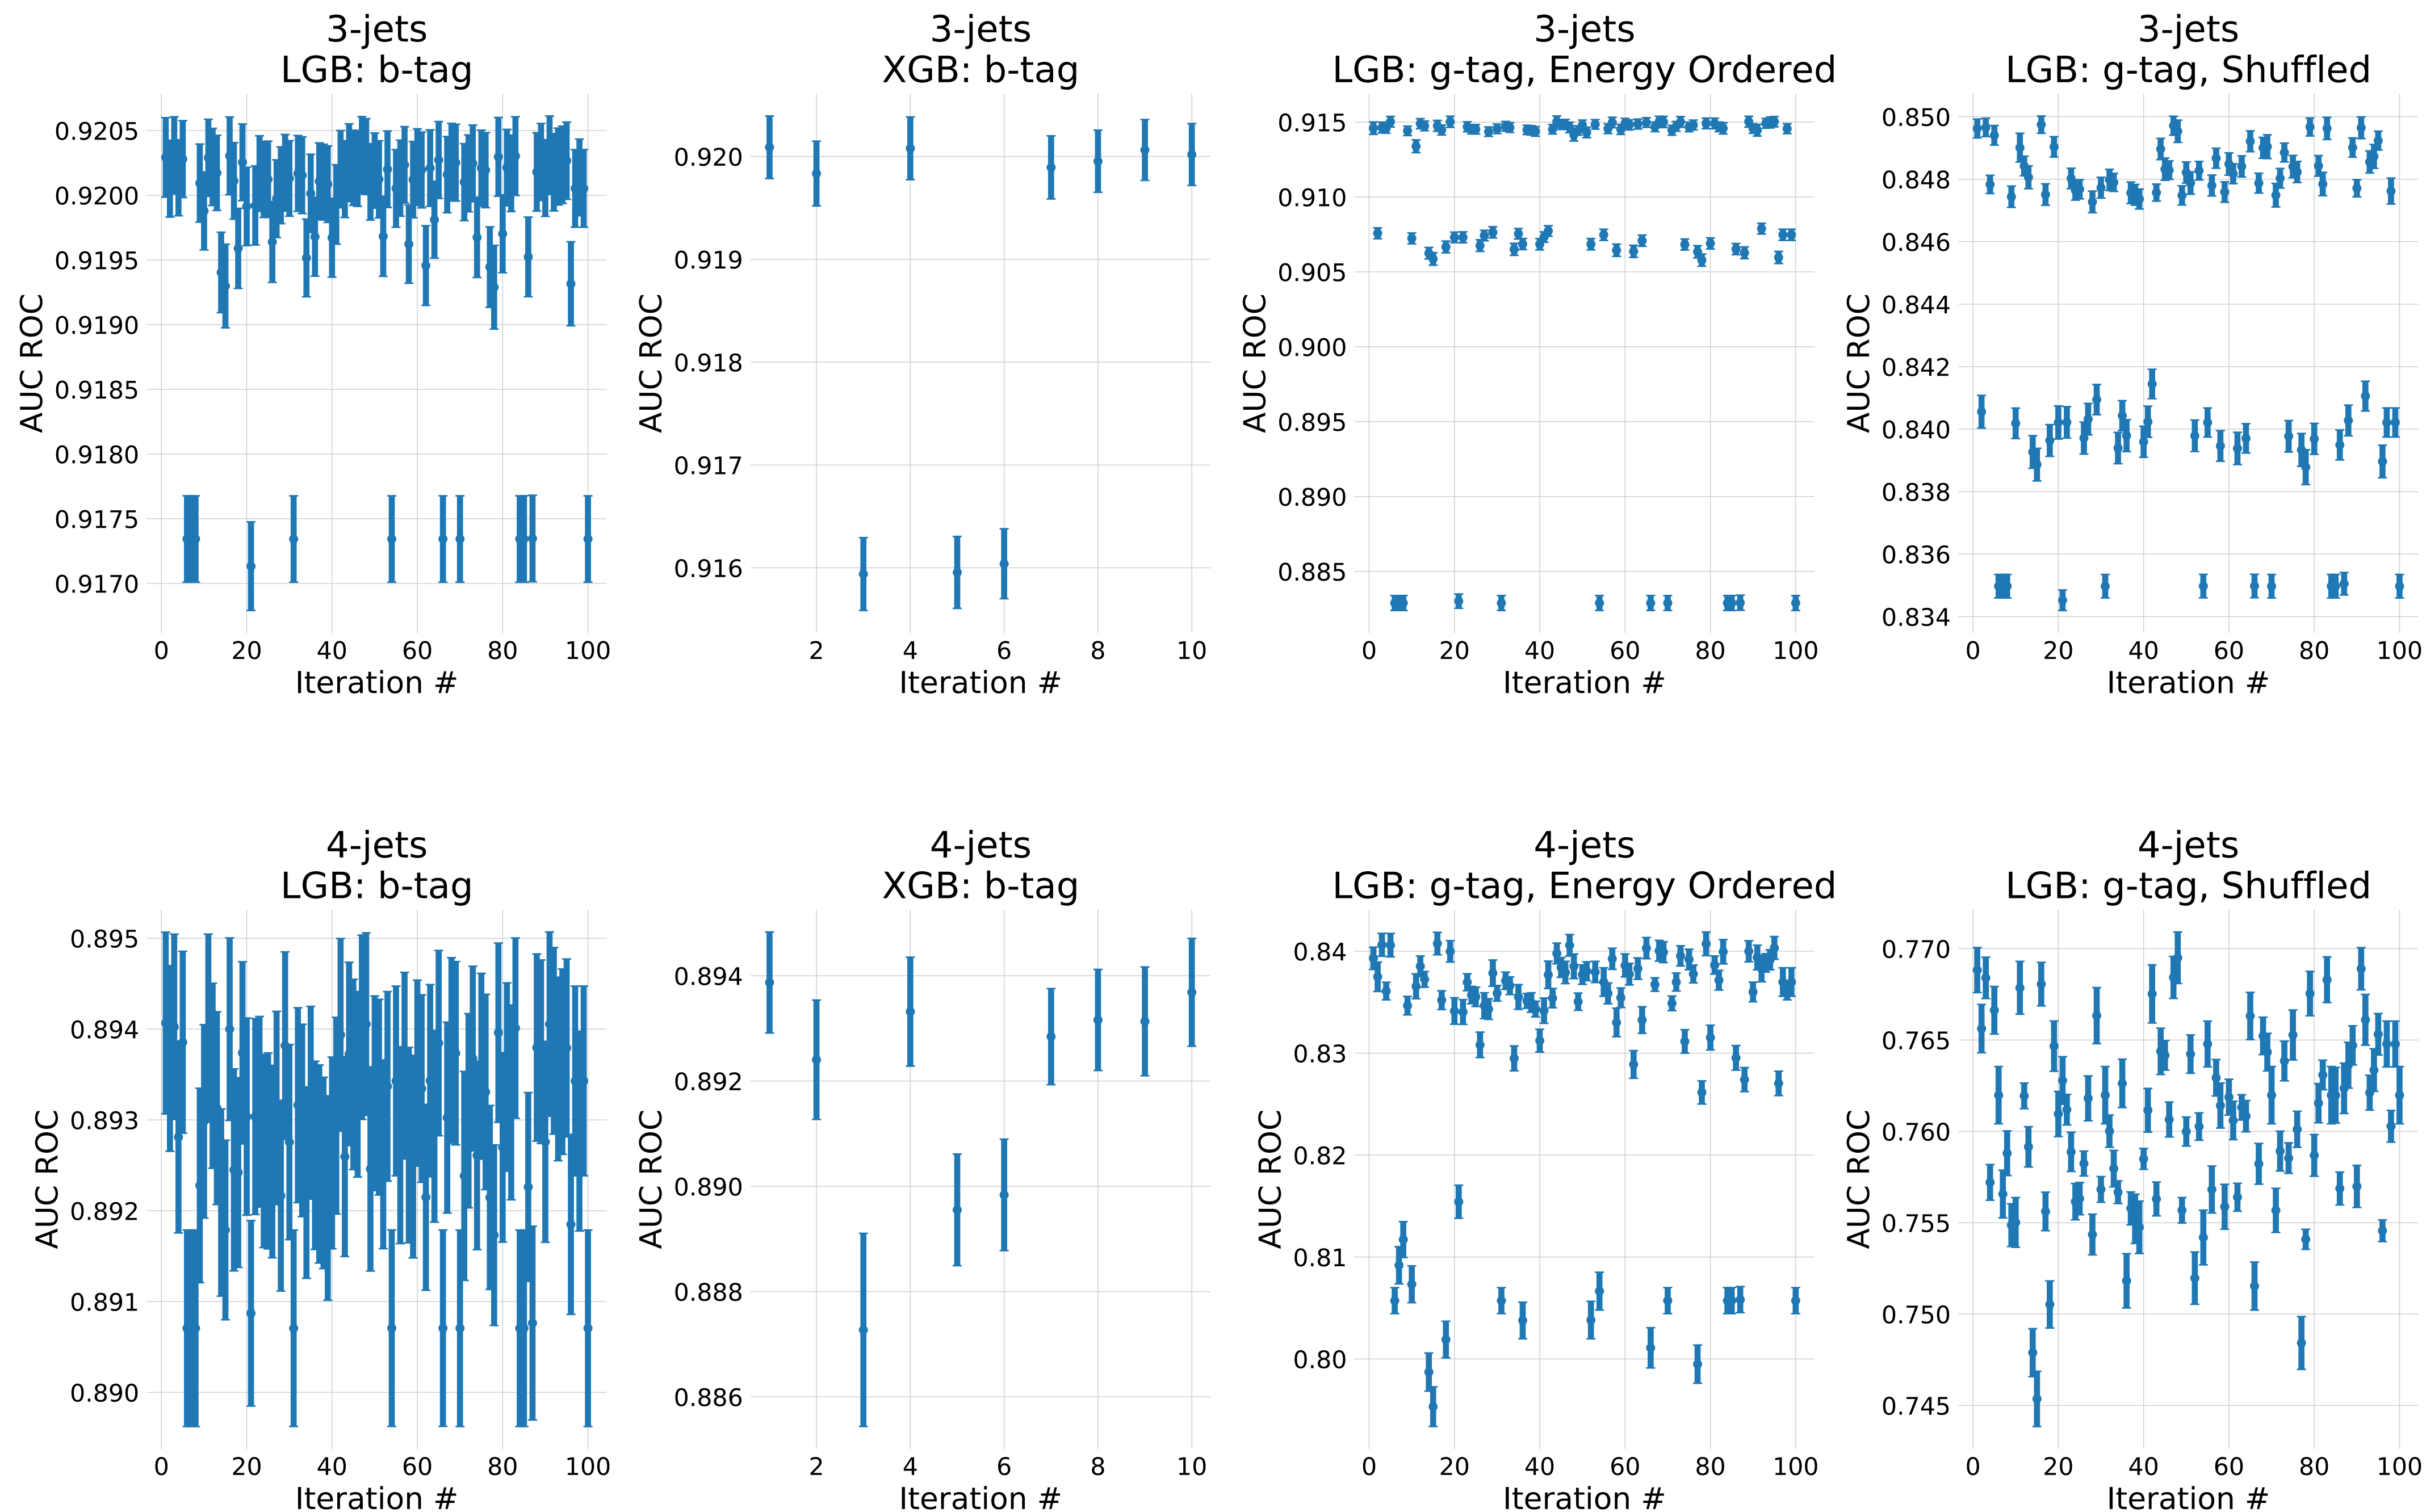 3-jets
LGB: b-tag
AUC ROC
0.9205
0.9200
0.9195
0.9190
0.9185
0.9180
0.9175
0.9170
0 20 40 60 80 100
Iteration #
3-jets
XGB: b-tag
AUC ROC
0.920
0.919
0.918
0.917
0.916
2 4 6 8 10
Iteration #
3-jets
LGB: g-tag, Energy Ordered
AUC ROC
0.915
0.910
0.905
0.900
0.895
0.890
0.885
0 20 40 60 80 100
Iteration #
3-jets
LGB: g-tag, Shuffled
AUC ROC
0.850
0.848
0.846
0.844
0.842
0.840
0.838
0.836
0.834
0 20 40 60 80 100
Iteration #
4-jets
LGB: b-tag
AUC ROC
0.895
0.894
0.893
0.892
0.891
0.890
0 20 40 60 80 100
Iteration #
4-jets
XGB: b-tag
AUC ROC
0.894
0.892
0.890
0.888
0.886
2 4 6 8 10
Iteration #
4-jets
LGB: g-tag, Energy Ordered
AUC ROC
0.84
0.83
0.82
0.81
0.80
0 20 40 60 80 100
Iteration #
4-jets
LGB: g-tag, Shuffled
AUC ROC
0.770
0.765
0.760
0.755
0.750
0.745
0 20 40 60 80 100
Iteration #